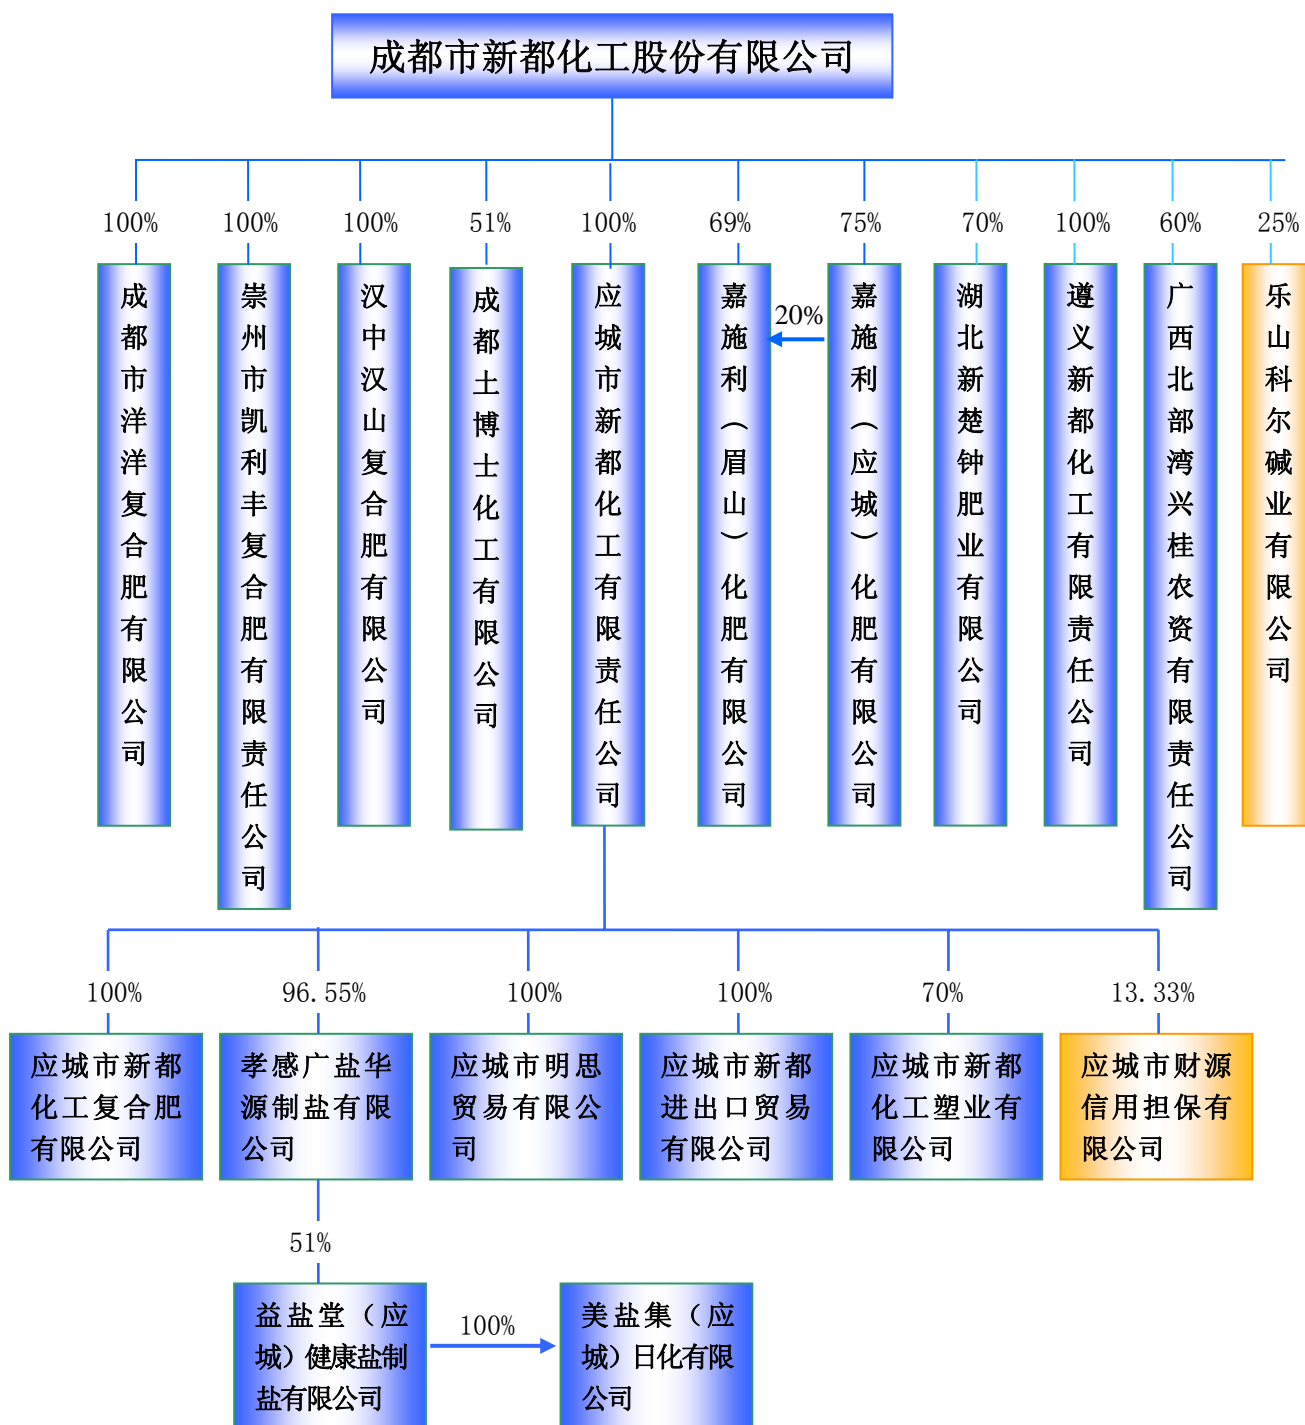 成都市新都化工股份有限公司
100%
100%
100%
51%
100%
69%
75%
70%
100%
60%
25%
成都市洋洋复合肥有限公司
崇州市凯利丰复合肥有限责任公司
汉中汉山复合肥有限公司
成都土博士化工有限公司
应城市新都化工有限责任公司
嘉施利（眉山）化肥有限公司
20%
嘉施利（应城）化肥有限公司
湖北新楚钟肥业有限公司
遵义新都化工有限责任公司
广西北部湾兴桂农资有限责任公司
乐山科尔碱业有限公司
100%
96.55%
100%
100%
70%
13.33%
应城市新都
化工复合肥
有限公司
孝感广盐华
源制盐有限
公司
应城市明思
贸易有限公
司
应城市新都
进出口贸易
有限公司
应城市新都
化工塑业有
限公司
应城市财源
信用担保有
限公司
51%
益盐堂（应
城）健康盐制
盐有限公司
100%
美盐集（应
城）日化有限
公司